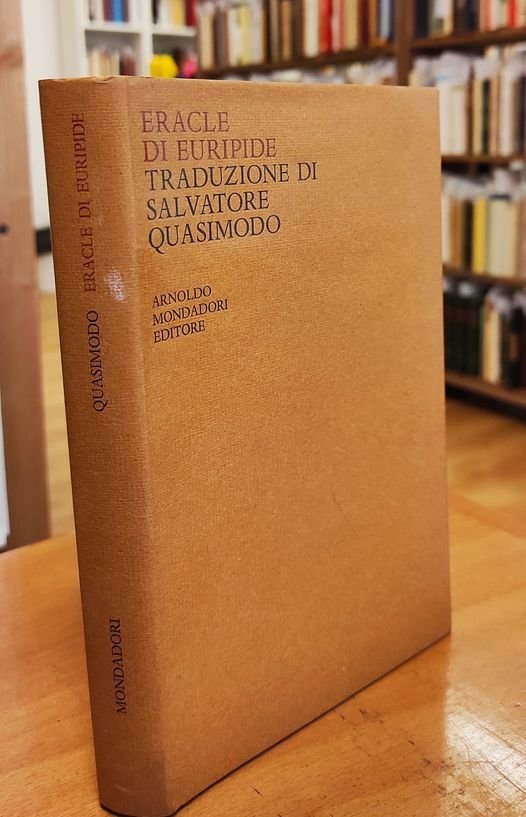 ERACLE
DI EURIPIDE
TRADUZIONE DI
SALVATORE
QUASIMODO
ARNOLDO
MONDADORI
EDITORE
QUASIMODO ERACLE DI EURIPIDE
MONDADORI